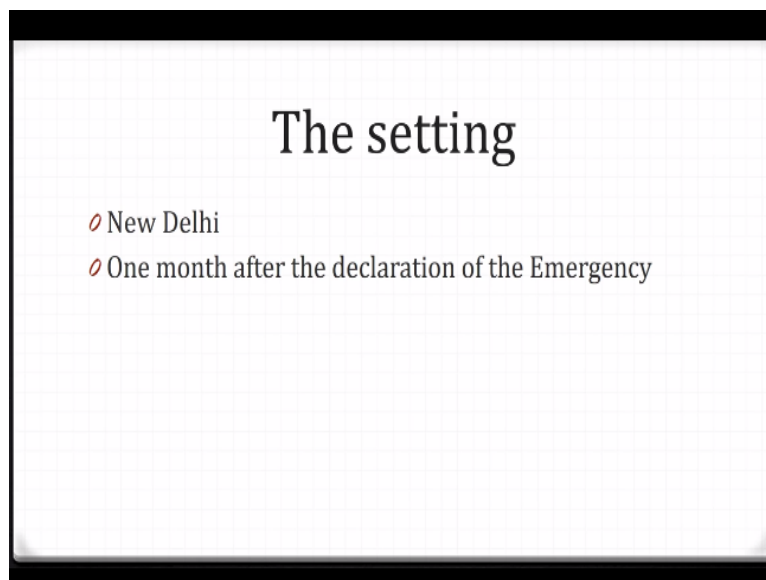 The setting
New Delhi
One month after the declaration of the Emergency